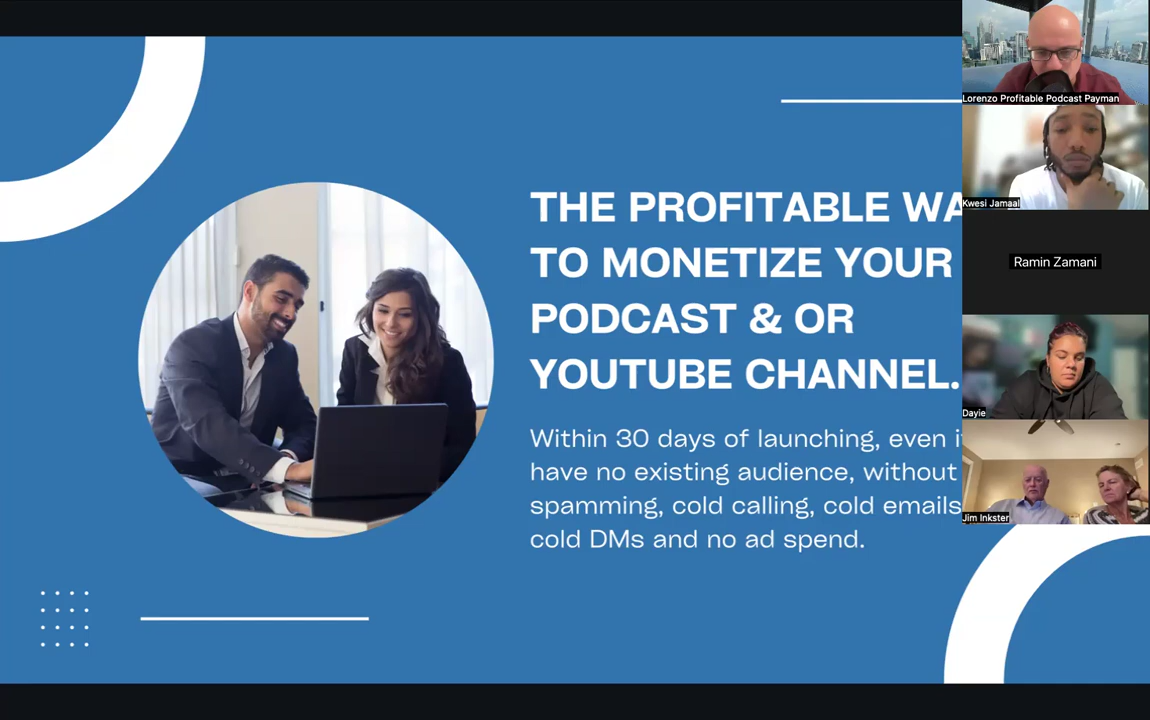 THE PROFITABLE WA
TO MONETIZE YOUR
PODCAST & OR
YOUTUBE CHANNEL.
Within 30 days of launching, even
have no existing audience, without
spamming, cold calling, cold emails
cold DMs and no ad spend.
Lorenzo Profitable Podcast Payman
Kwesi Jamaal
Ramin Zamani
Dayie
Jim Inkster